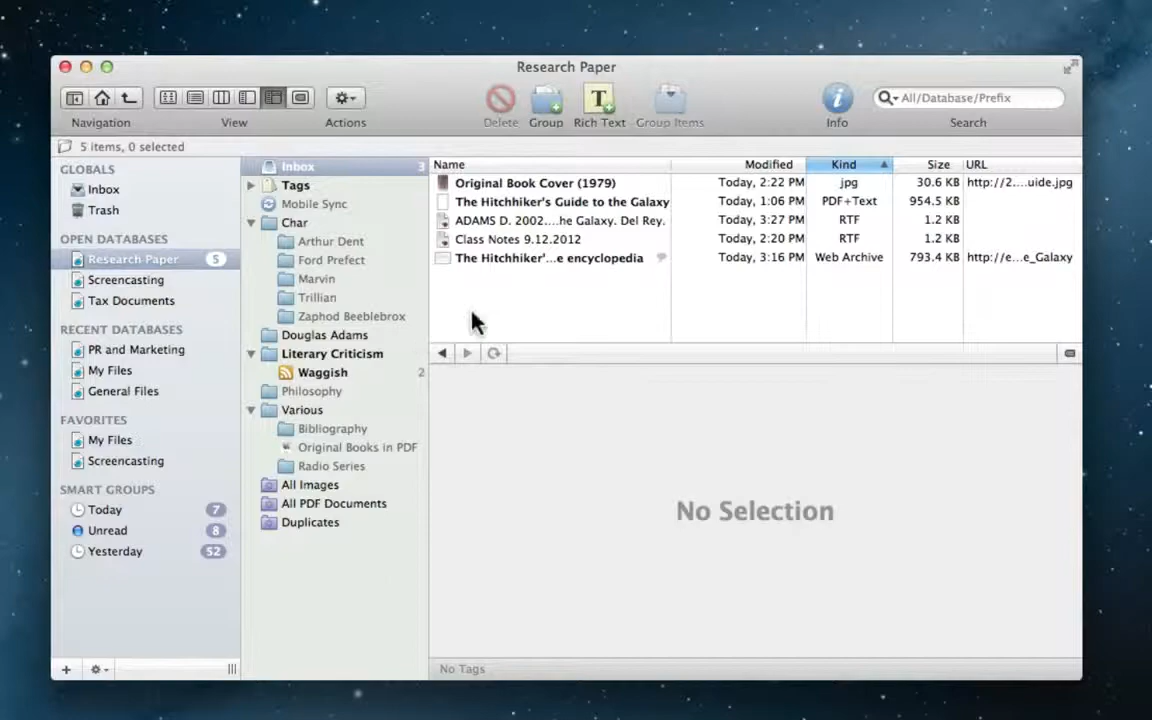 Research Paper
All/Database/Prefix
Navigation
View
Actions
Delete
Group
T
Rich Text
Group Items
Info
Search
5 items, 0 selected
GLOBALS
Inbox
Trash
OPEN DATABASES
Research Paper 5
Screencasting
Tax Documents
RECENT DATABASES
PR and Marketing
My Files
General Files
FAVORITES
My Files
Screencasting
SMART GROUPS
Today 7
Unread 8
Yesterday 52
Inbox 3
Tags
Mobile Sync
Char
Arthur Dent
Ford Prefect
Marvin
Trillian
Zaphod Beeblebrox
Douglas Adams
Literary Criticism
Waggish 2
Philosophy
Various
Bibliography
Original Books in PDF
Radio Series
All Images
All PDF Documents
Duplicates
Name Modified Kind Size URL
Original Book Cover (1979) Today, 2:22 PM jpg 30.6 KB http://2....uide.jpg
The Hitchhiker's Guide to the Galaxy Today, 1:06 PM PDF+Text 954.5 KB
ADAMS D. 2002....he Galaxy. Del Rey. Today, 3:27 PM RTF 1.2 KB
Class Notes 9.12.2012 Today, 2:20 PM RTF 1.2 KB
The Hitchhiker'...e encyclopedia Today, 3:16 PM Web Archive 793.4 KB http://e...e_Galaxy
No Selection
No Tags